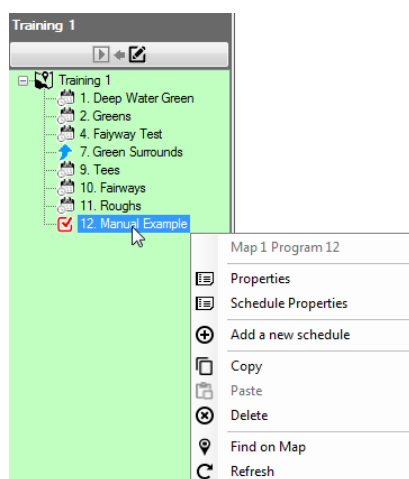 Training 1
Training 1
1. Deep Water Green
2. Greens
4. Faiyway Test
7. Green Surrounds
9. Tees
10. Fairways
11. Roughs
12. Manual Example
Map 1 Program 12
Properties
Schedule Properties
Add a new schedule
Copy
Paste
Delete
Find on Map
Refresh